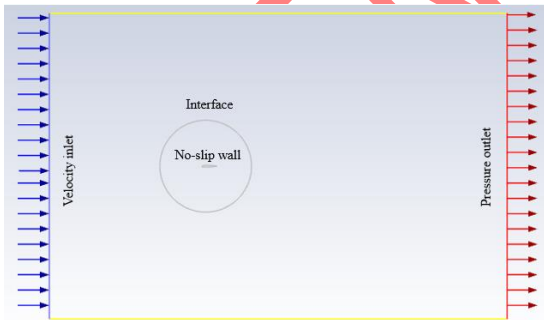 Interface
No-slip wall
Velocity inlet
Pressure outlet